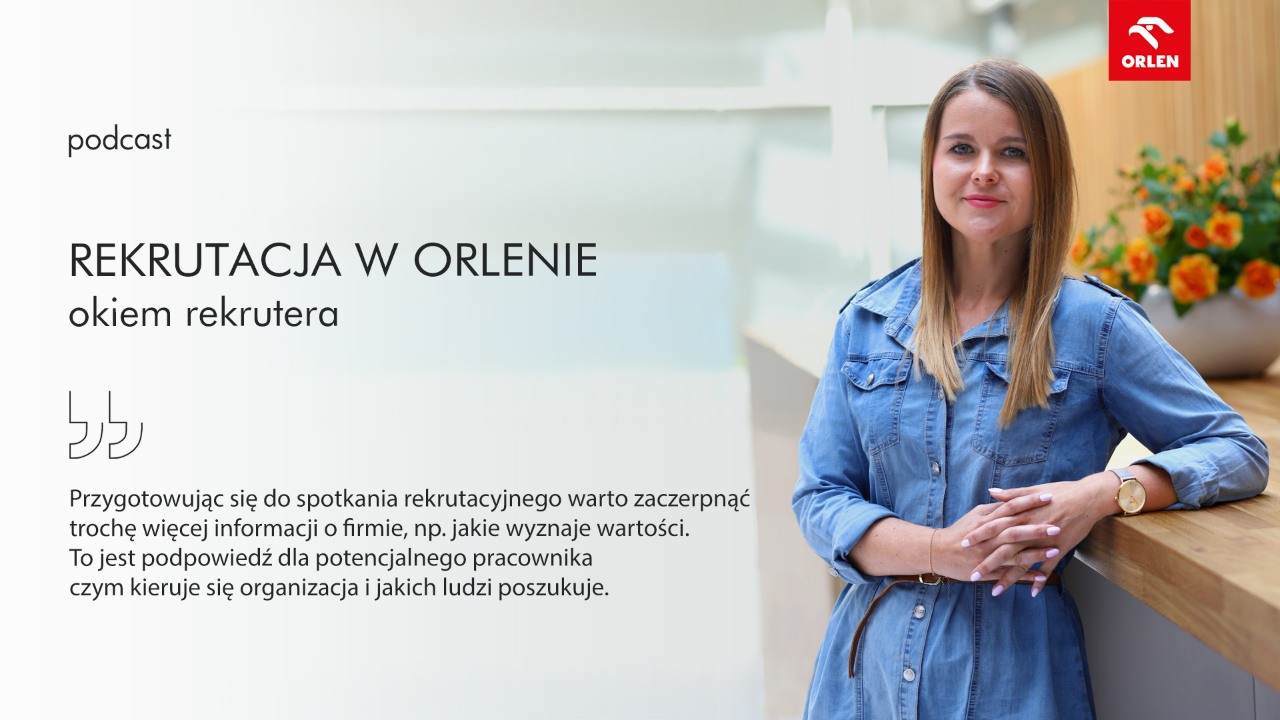 ORLEN
podcast
REKRUTACJA W ORLENIE
okiem rekrutera
Przygotowując się do spotkania rekrutacyjnego warto zaczerpnąć
trochę więcej informacji o firmie, np. jakie wyznaje wartości.
To jest podpowiedź dla potencjalnego pracownika
czym kieruje się organizacja i jakich ludzi poszukuje.